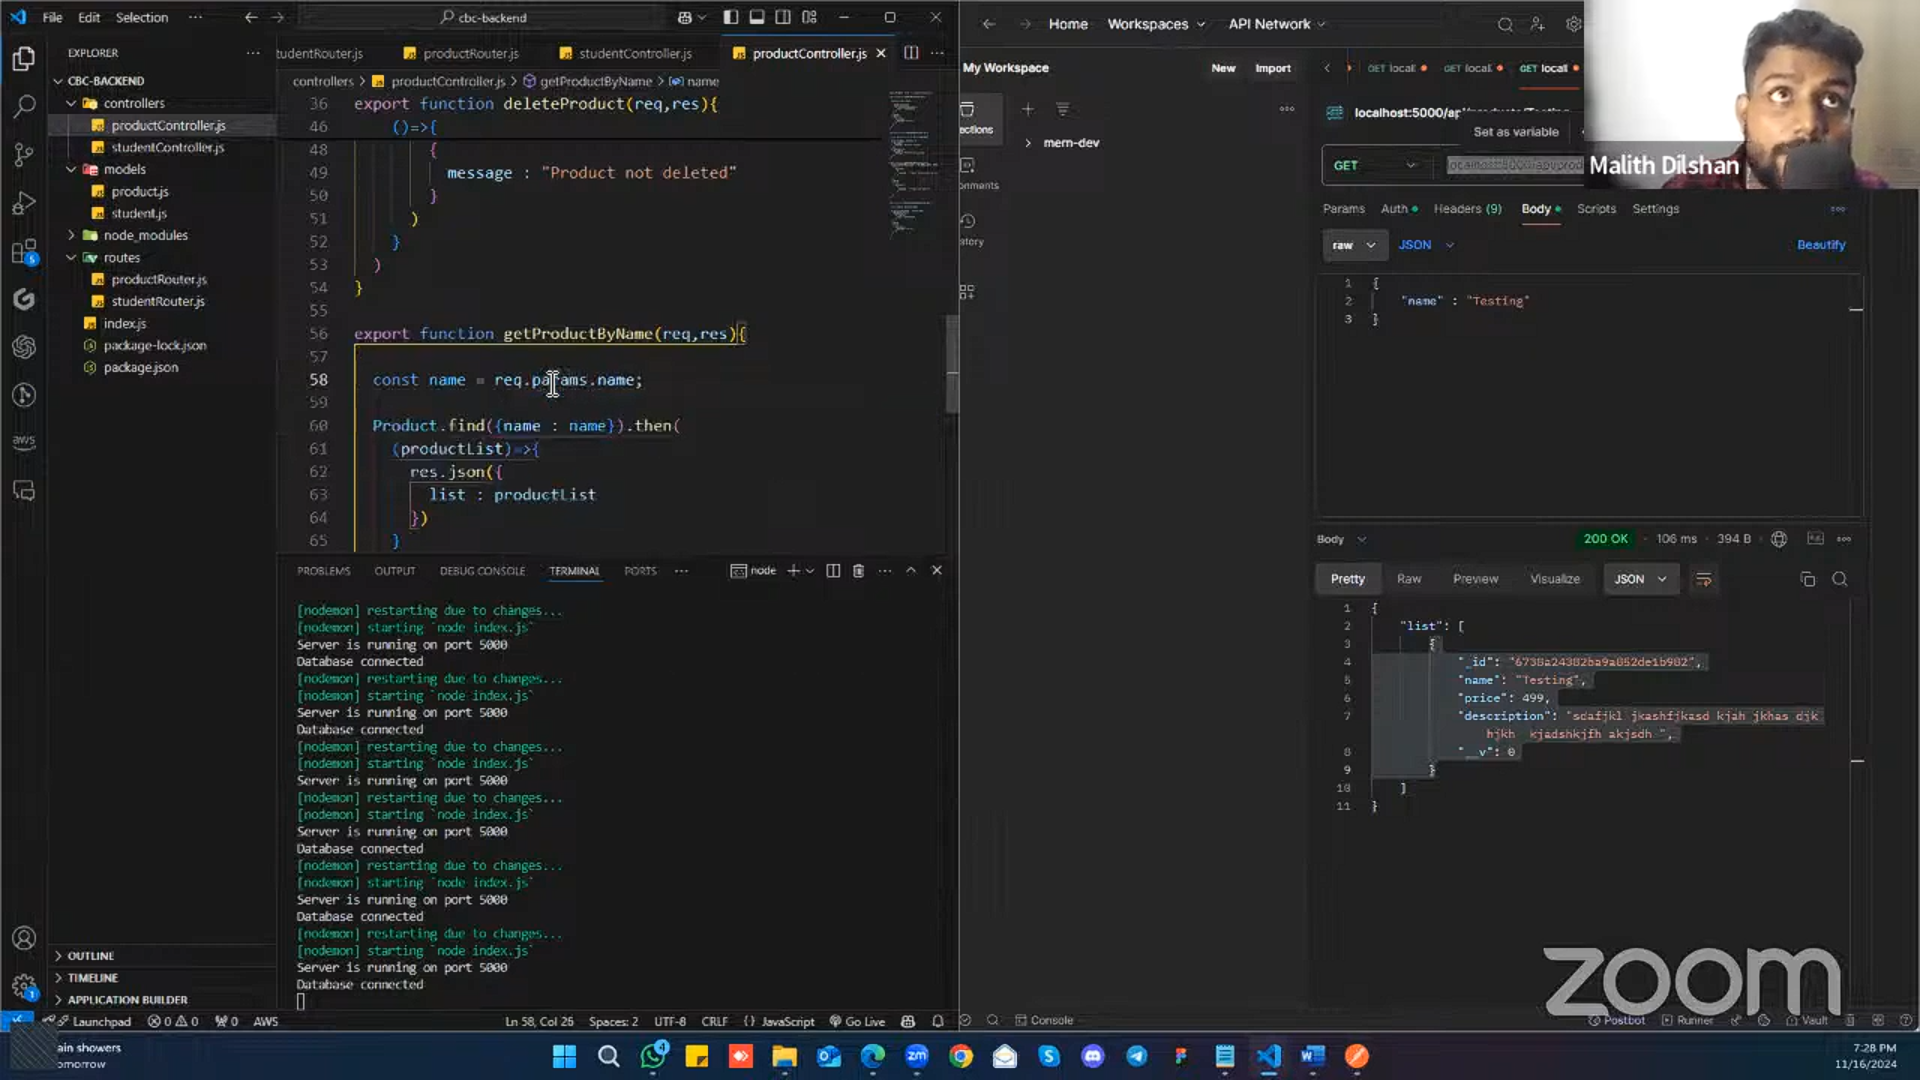 File Edit Selection ··· cbc-backend
EXPLORER
CBC-BACKEND
controllers
productController.js
studentController.js
models
product.js
student.js
node_modules
routes
productRouter.js
studentRouter.js
index.js
package-lock.json
package.json
OUTLINE
TIMELINE
APPLICATION BUILDER
tudentRouter.js productRouter.js studentController.js productController.js
controllers > productController.js > getProductByName > name
36 export function deleteProduct(req,res){
46 ()=>{
48 {
49 message : "Product not deleted"
50 }
51 )
52 }
53 )
54 }
55
56 export function getProductByName(req,res){
57
58 const name = req.params.name;
59
60 Product.find({name : name}).then(
61 (productList)=>{
62 res.json({
63 list : productList
64 })
65 }
PROBLEMS OUTPUT DEBUG CONSOLE TERMINAL PORTS ··· node
[nodemon] restarting due to changes...
[nodemon] starting `node index.js`
Server is running on port 5000
Database connected
[nodemon] restarting due to changes...
[nodemon] starting `node index.js`
Server is running on port 5000
Database connected
[nodemon] restarting due to changes...
[nodemon] starting `node index.js`
Server is running on port 5000
[nodemon] restarting due to changes...
[nodemon] starting `node index.js`
Server is running on port 5000
Database connected
[nodemon] restarting due to changes...
[nodemon] starting `node index.js`
Server is running on port 5000
Database connected
[nodemon] restarting due to changes...
[nodemon] starting `node index.js`
Server is running on port 5000
Database connected
Launchpad 0 0 0 AWS Ln 58, Col 26 Spaces: 2 UTF-8 CRLF {} JavaScript Go Live
Home Workspaces API Network
My Workspace New Import
GET local GET local GET local
ctions
mern-dev
nments
story
localhost:5000/ap
Set as variable
GET
Malith Dilshan
Params Auth Headers (9) Body Scripts Settings
raw JSON Beautify
1 {
2 "name" : "Testing"
3 }
Body 200 OK · 106 ms · 394 B
Pretty Raw Preview Visualize JSON
1 {
2 "list": [
3 {
4 "_id": "6738a24382ba9a852de1b982",
5 "name": "Testing",
6 "price": 499,
7 "description": "sdafjkl jkashfjkasd kjah jkhas djk
hjkh kjadshkjfh akjsdh ",
8 "__v": 0
9 }
10 ]
11 }
zoom
Console Postbot Runner Vault
ain showers
omorrow
4
7:28 PM
11/16/2024